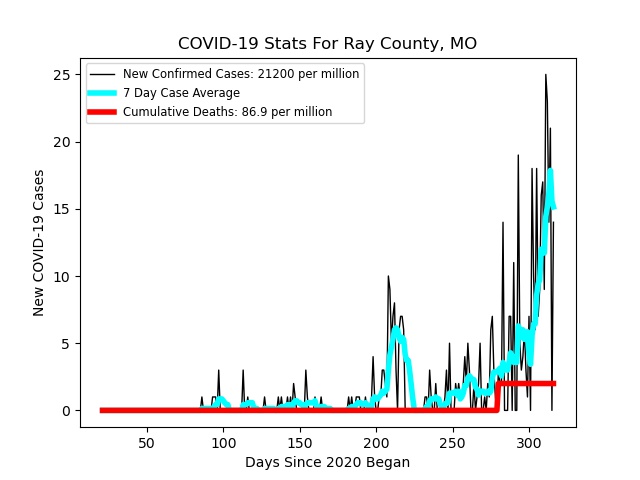 COVID-19 Stats For Ray County, MO
New Confirmed Cases: 21200 per million
7 Day Case Average
Cumulative Deaths: 86.9 per million
25
20
15
10
5
0
New COVID-19 Cases
50 100 150 200 250 300
Days Since 2020 Began